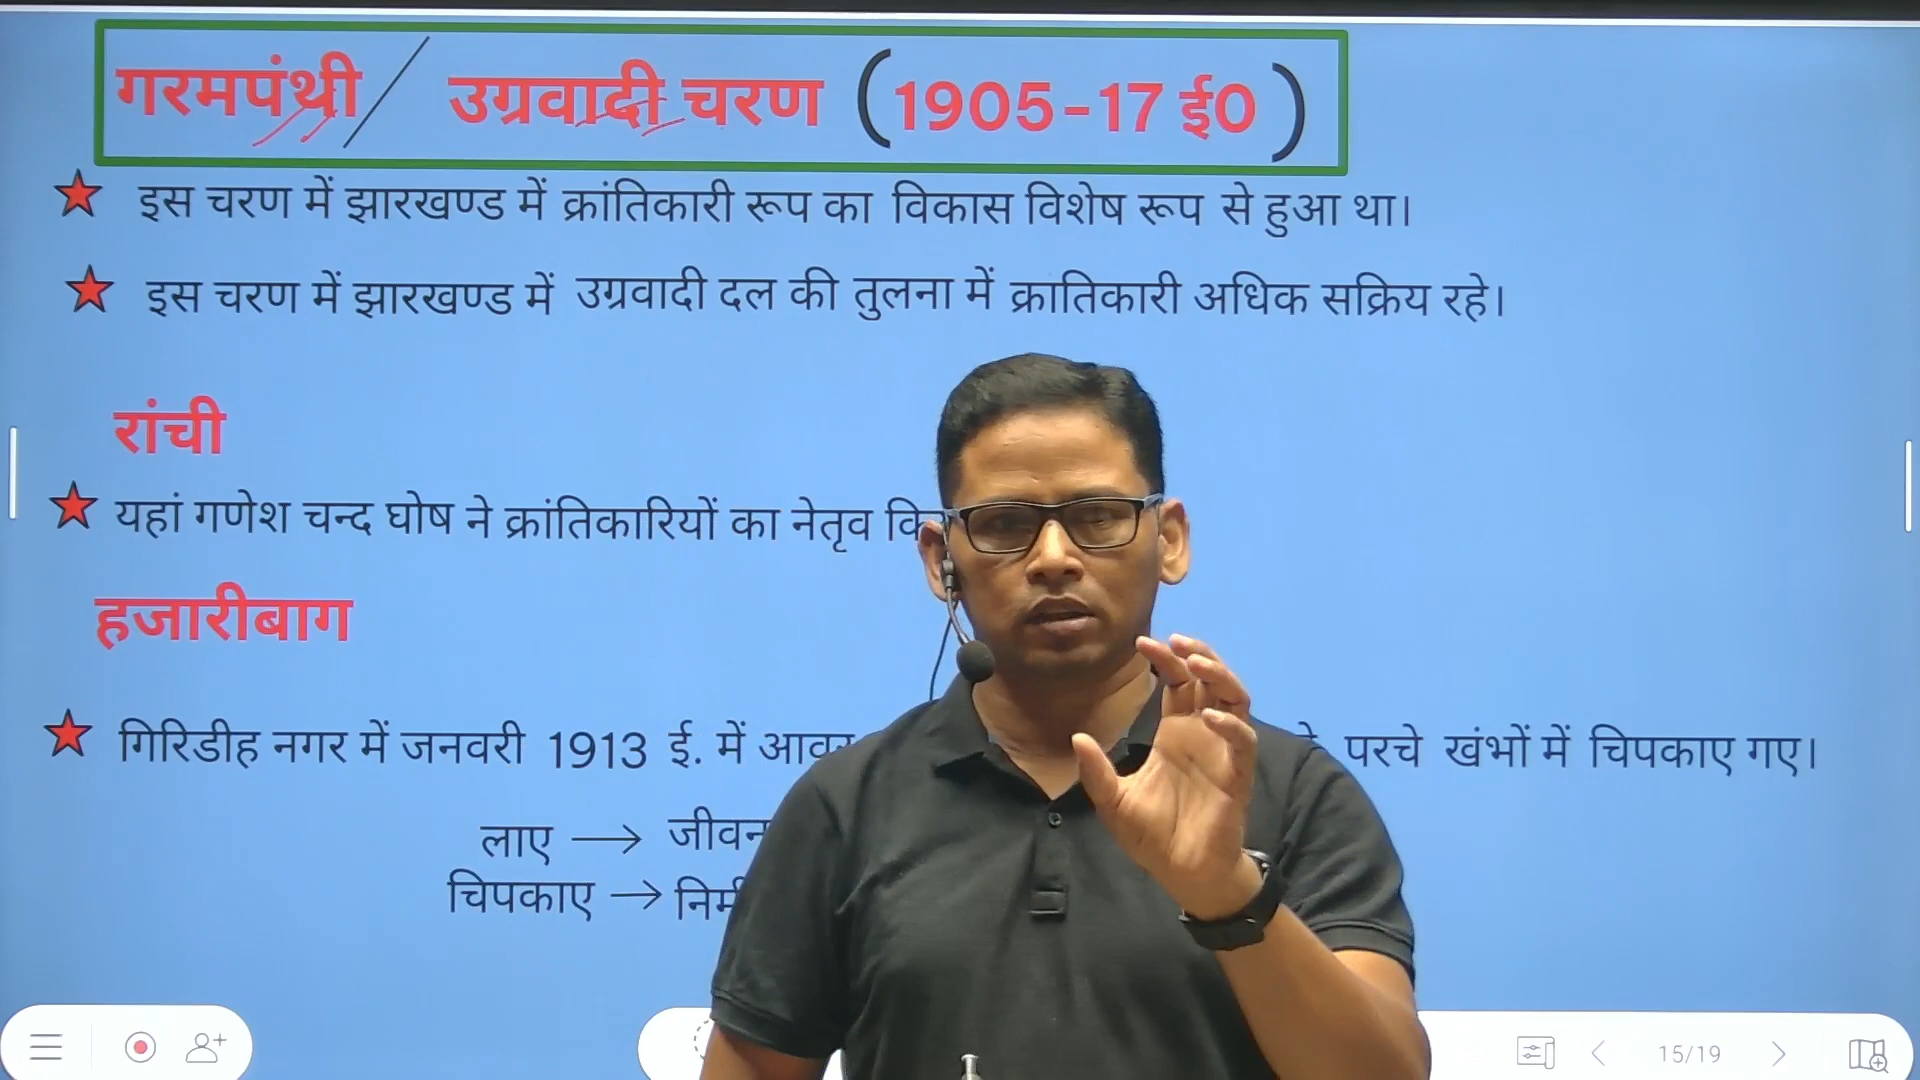 गरमपंथी / उग्रवादी चरण (1905-17 ई0)
★ इस चरण में झारखण्ड में क्रांतिकारी रूप का विकास विशेष रूप से हुआ था।
★ इस चरण में झारखण्ड में उग्रवादी दल की तुलना में क्रातिकारी अधिक सक्रिय रहे।
रांची
★ यहां गणेश चन्द घोष ने क्रांतिकारियों का नेतृव
हजारीबाग
★ गिरिडीह नगर में जनवरी 1913 ई. में परचे खंभों में चिपकाए गए।
लाए →
चिपकाए →
15/19